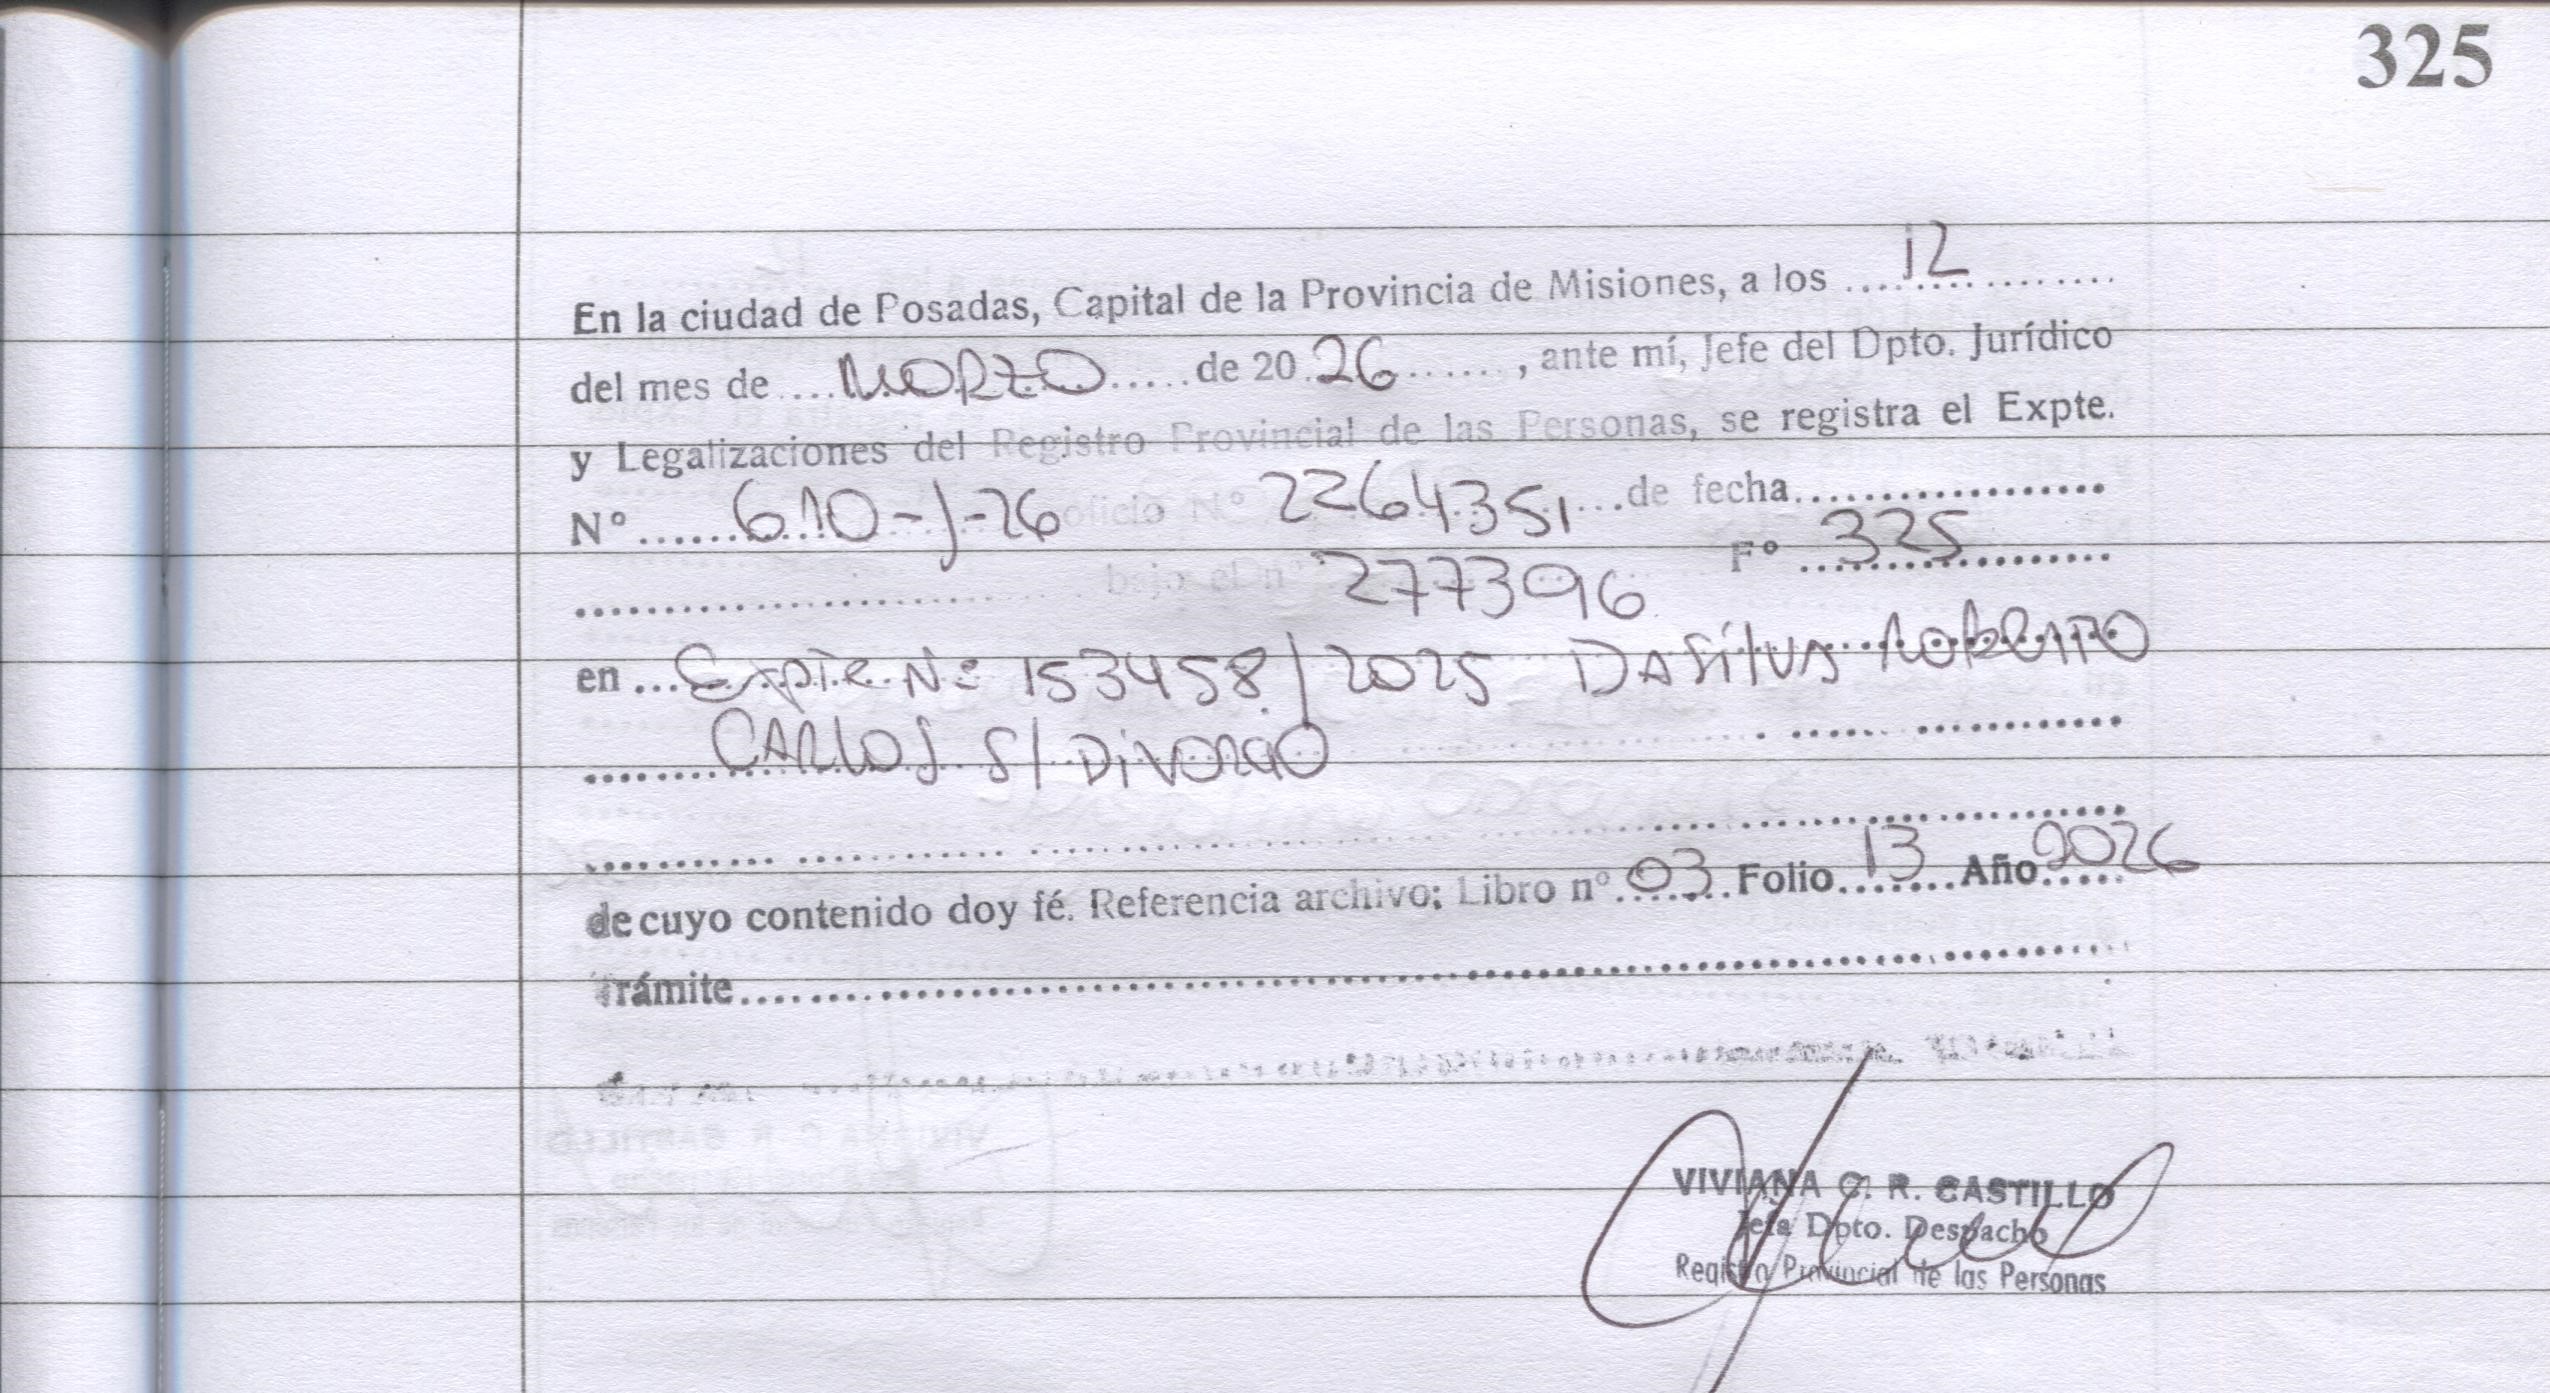 325
En la ciudad de Posadas, Capital de la Provincia de Misiones, a los ....12..........
del mes de ....MARZO.....de 20.26......, ante mí, Jefe del Dpto. Jurídico
y Legalizaciones del Registro Provincial de las Personas, se registra el Expte.
N° ......610-J-26 oficio N° 2264351...de fecha..................
bajo el n° 277396 F° ...325............
en ...Expte N° 153458/2025 DASILVA ROBERTO
CARLOS S/ DIVORCIO
de cuyo contenido doy fé. Referencia archivo; Libro n°.03..Folio..13..Año.2026
Trámite..........................................................................
VIVIANA C. R. CASTILLO
Jefa Dpto. Despacho
Registro Provincial de las Personas